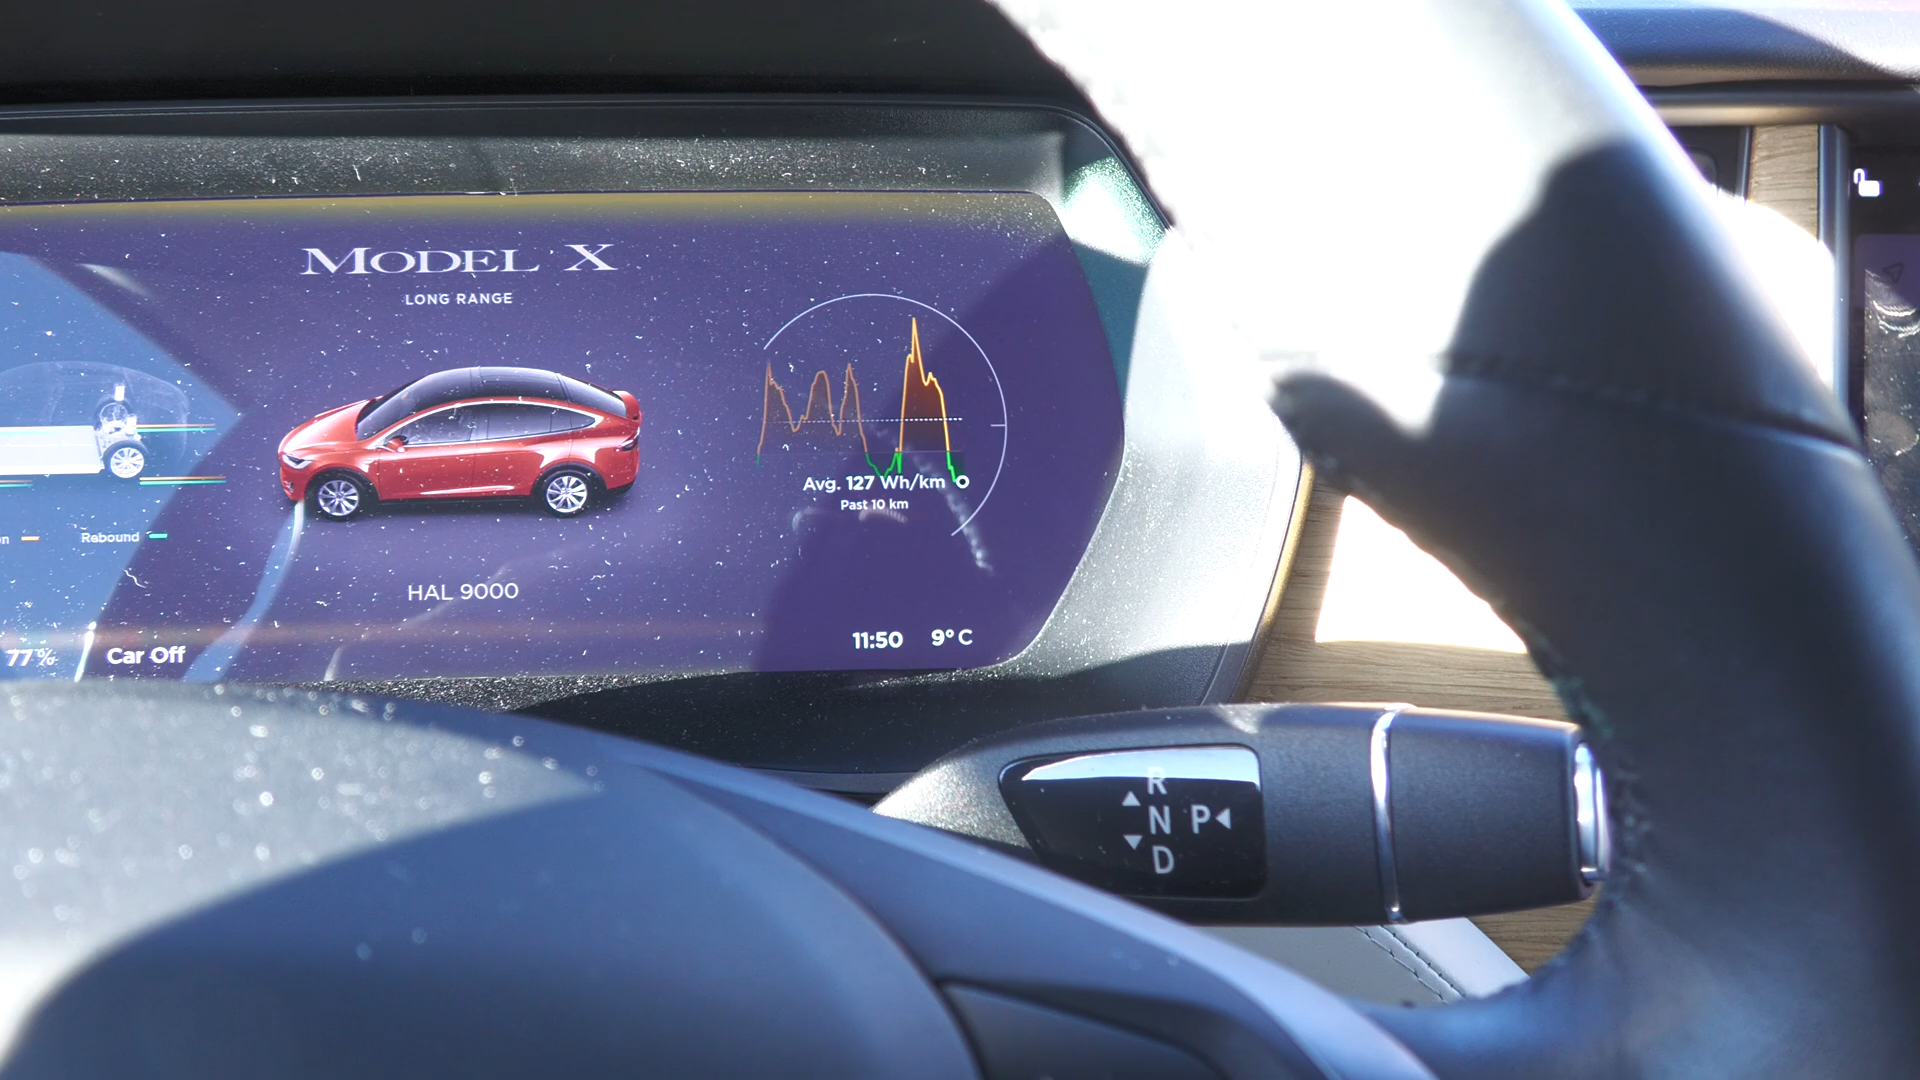 MODEL X
LONG RANGE
Avg. 127 Wh/km
Past 10 km
Rebound
HAL 9000
77%
Car Off
11:50 9°C
R
N P
D